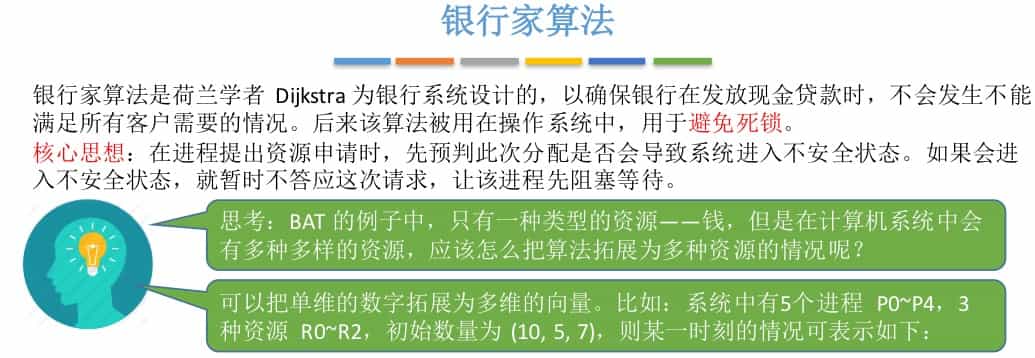 银行家算法
银行家算法是荷兰学者 Dijkstra 为银行系统设计的，以确保银行在发放现金贷款时，不会发生不能
满足所有客户需要的情况。后来该算法被用在操作系统中，用于避免死锁。
核心思想：在进程提出资源申请时，先预判此次分配是否会导致系统进入不安全状态。如果会进
入不安全状态，就暂时不答应这次请求，让该进程先阻塞等待。
思考：BAT 的例子中，只有一种类型的资源——钱，但是在计算机系统中会
有多种多样的资源，应该怎么把算法拓展为多种资源的情况呢？
可以把单维的数字拓展为多维的向量。比如：系统中有5个进程 P0~P4，3
种资源 R0~R2，初始数量为 (10, 5, 7)，则某一时刻的情况可表示如下：